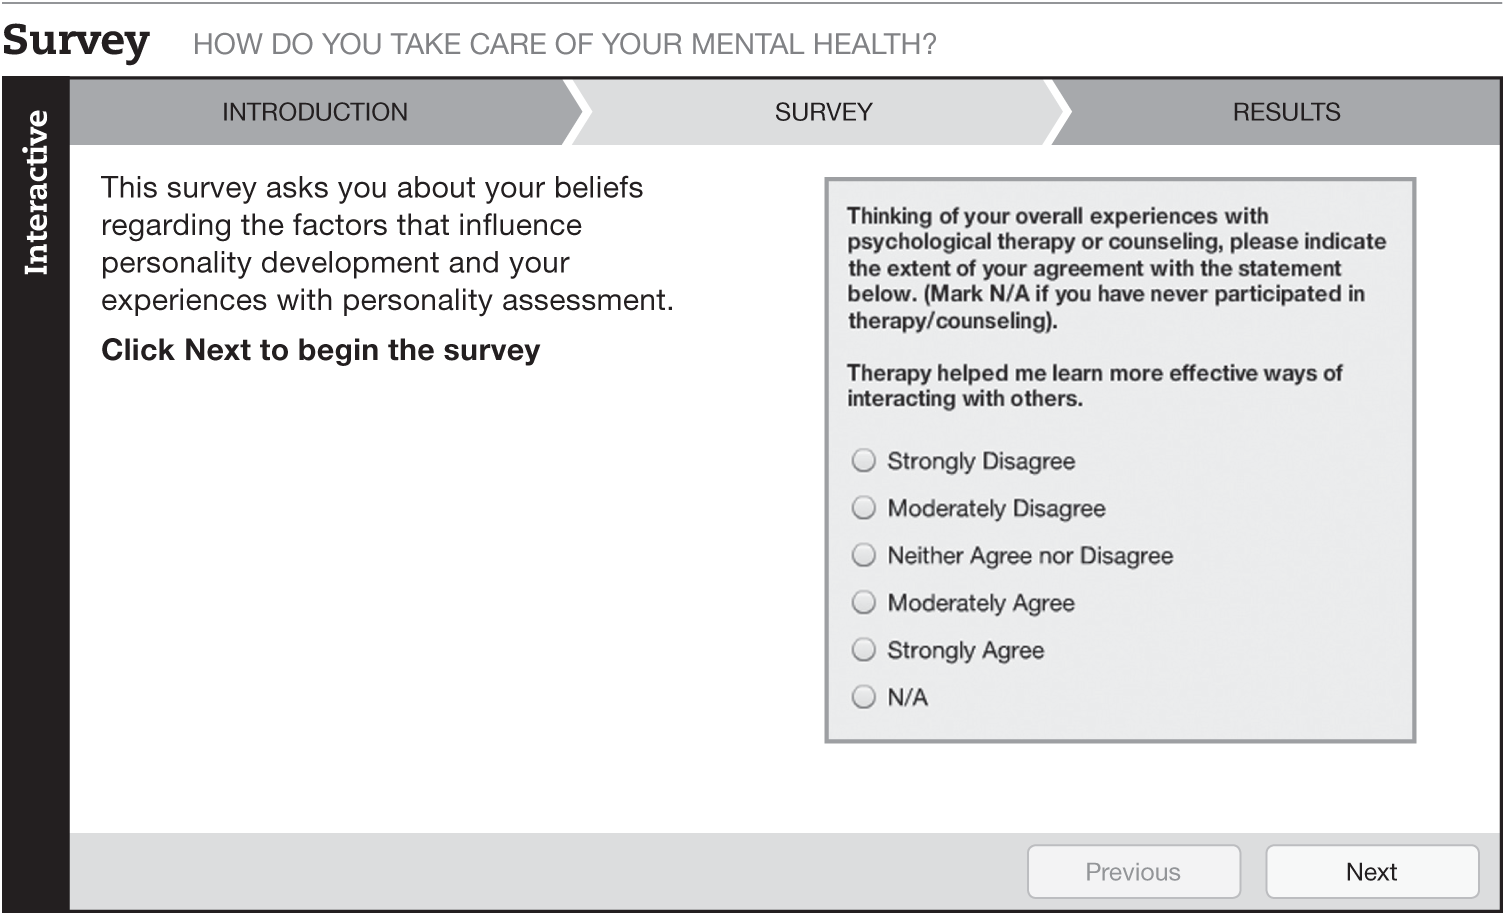 Survey HOW DO YOU TAKE CARE OF YOUR MENTAL HEALTH?
Interactive
INTRODUCTION
SURVEY
RESULTS
This survey asks you about your beliefs
regarding the factors that influence
personality development and your
experiences with personality assessment.
Click Next to begin the survey
Thinking of your overall experiences with
psychological therapy or counseling, please indicate
the extent of your agreement with the statement
below. (Mark N/A if you have never participated in
therapy/counseling).
Therapy helped me learn more effective ways of
interacting with others.
Strongly Disagree
Moderately Disagree
Neither Agree nor Disagree
Moderately Agree
Strongly Agree
N/A
Previous
Next